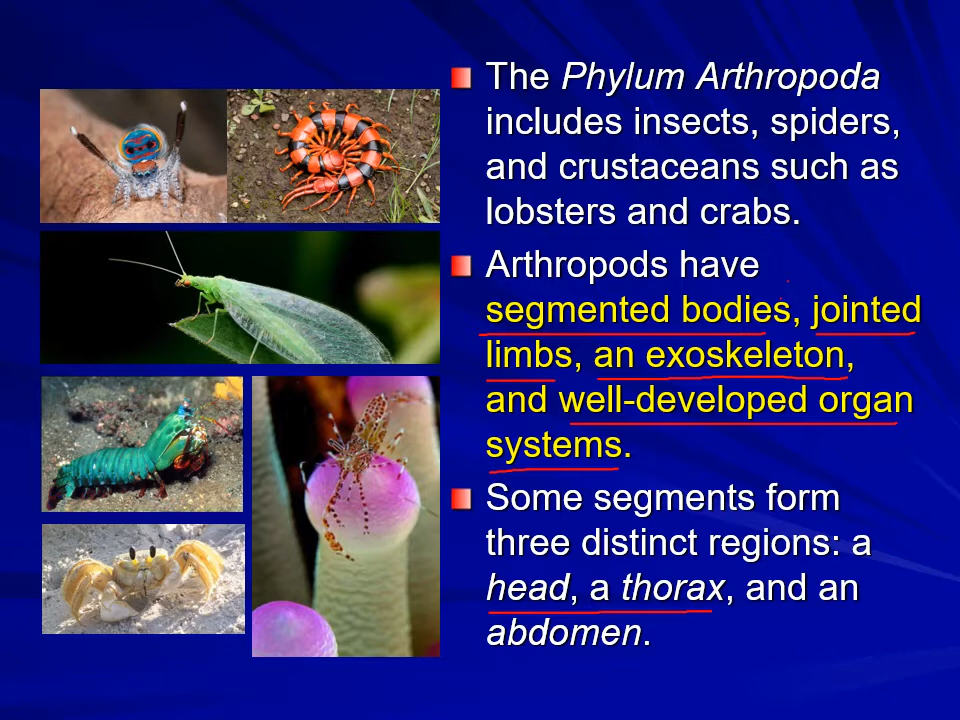 The Phylum Arthropoda
includes insects, spiders,
and crustaceans such as
lobsters and crabs.
Arthropods have
segmented bodies, jointed
limbs, an exoskeleton,
and well-developed organ
systems.
Some segments form
three distinct regions: a
head, a thorax, and an
abdomen.